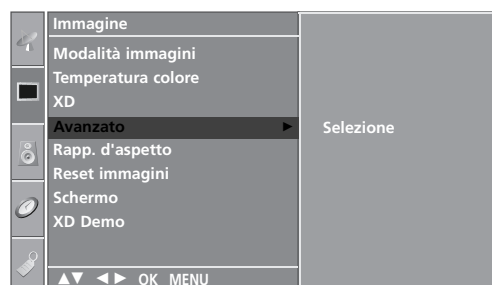 Immagine
Modalità immagini
Temperatura colore
XD
Avanzato ►
Selezione
Rapp. d'aspetto
Reset immagini
Schermo
XD Demo
▲▼ ◄► OK MENU